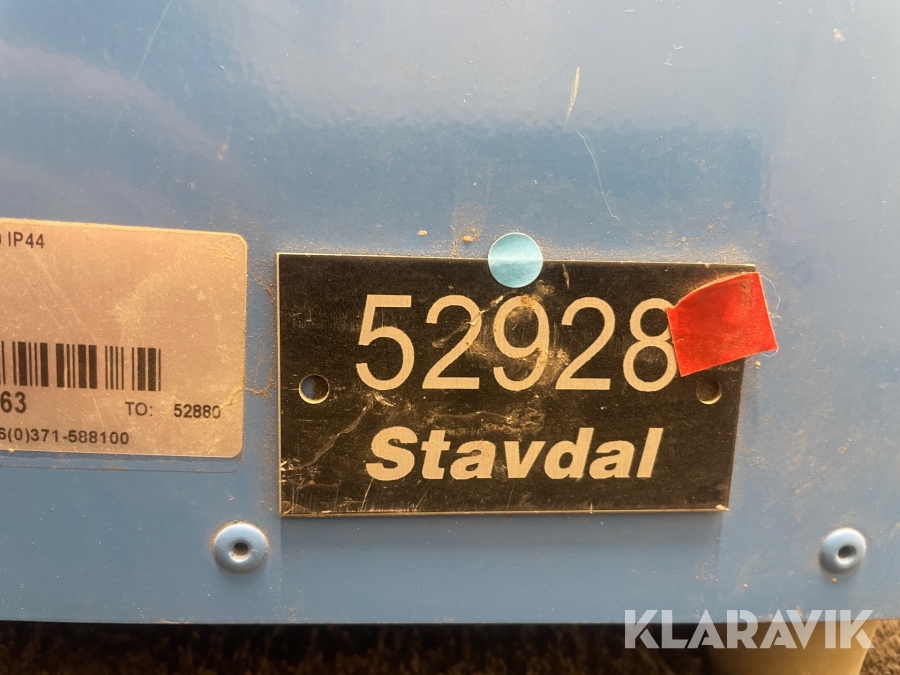 IP44
63
TO: 52880
6(0)371-588100
52928
Stavdal
KLARAVIK